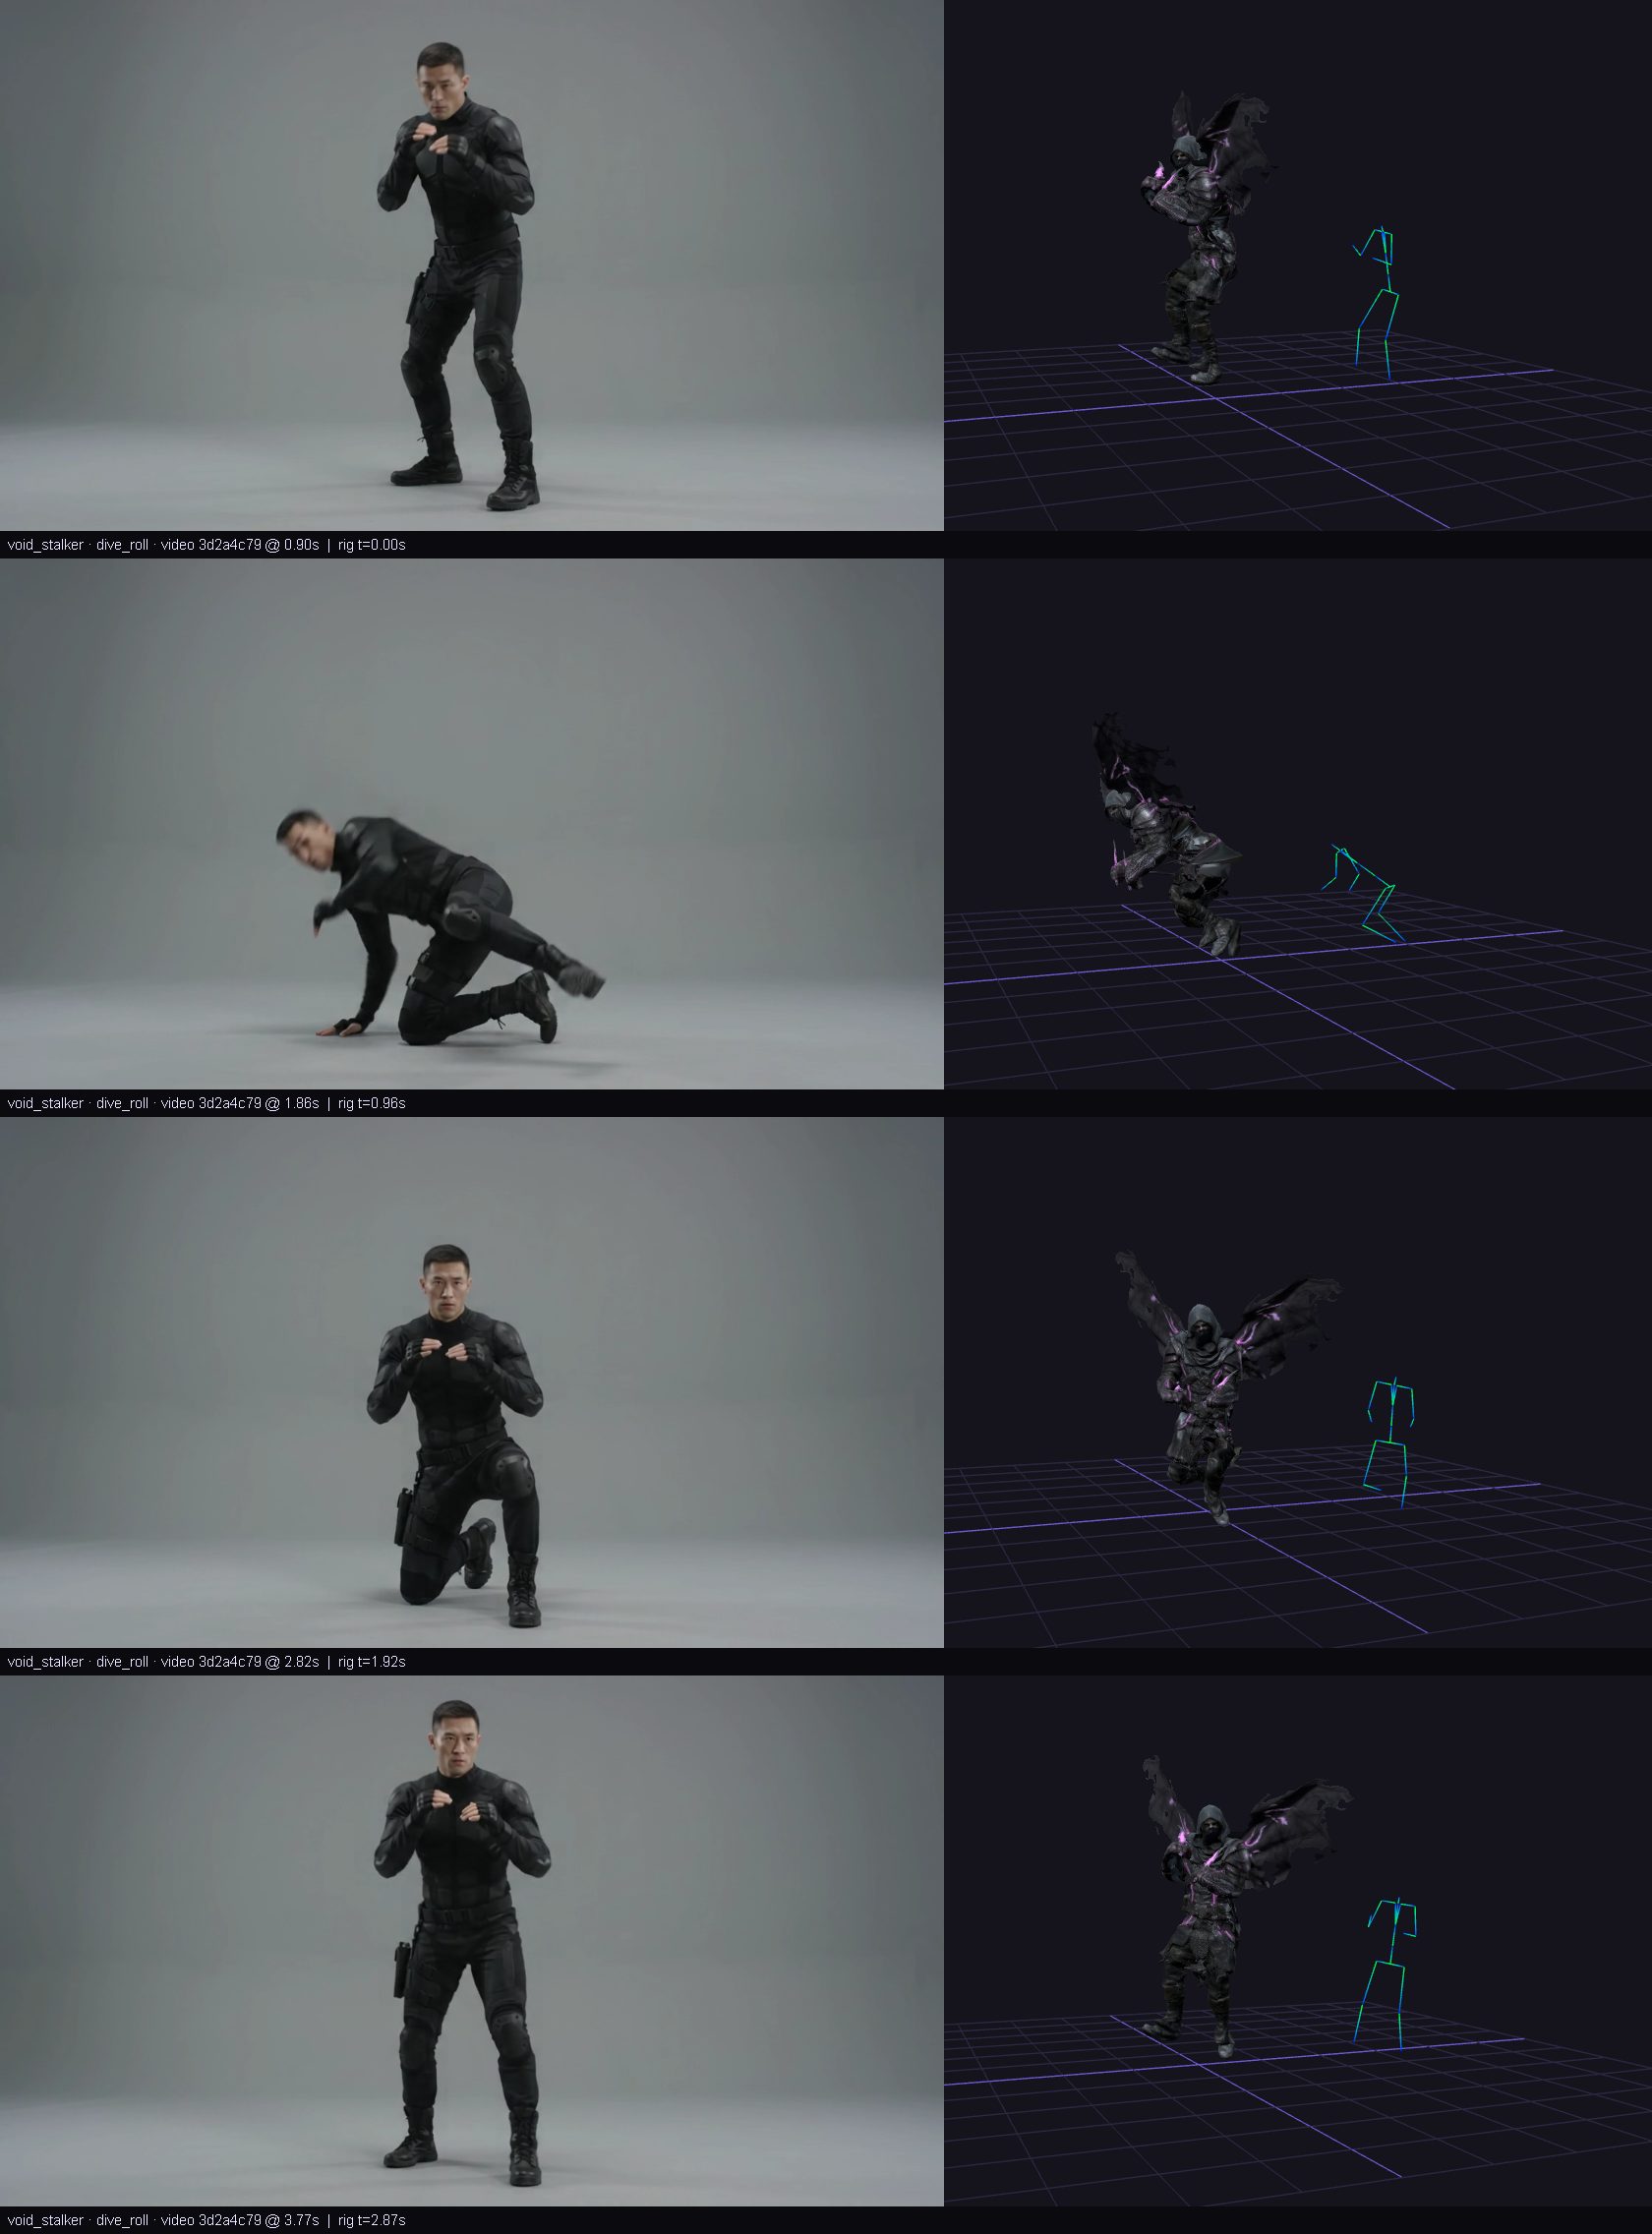 void_stalker · dive_roll · video 3d2a4c79 @ 0.90s | rig t=0.00s
void_stalker · dive_roll · video 3d2a4c79 @ 1.86s | rig t=0.96s
void_stalker · dive_roll · video 3d2a4c79 @ 2.82s | rig t=1.92s
void_stalker · dive_roll · video 3d2a4c79 @ 3.77s | rig t=2.87s